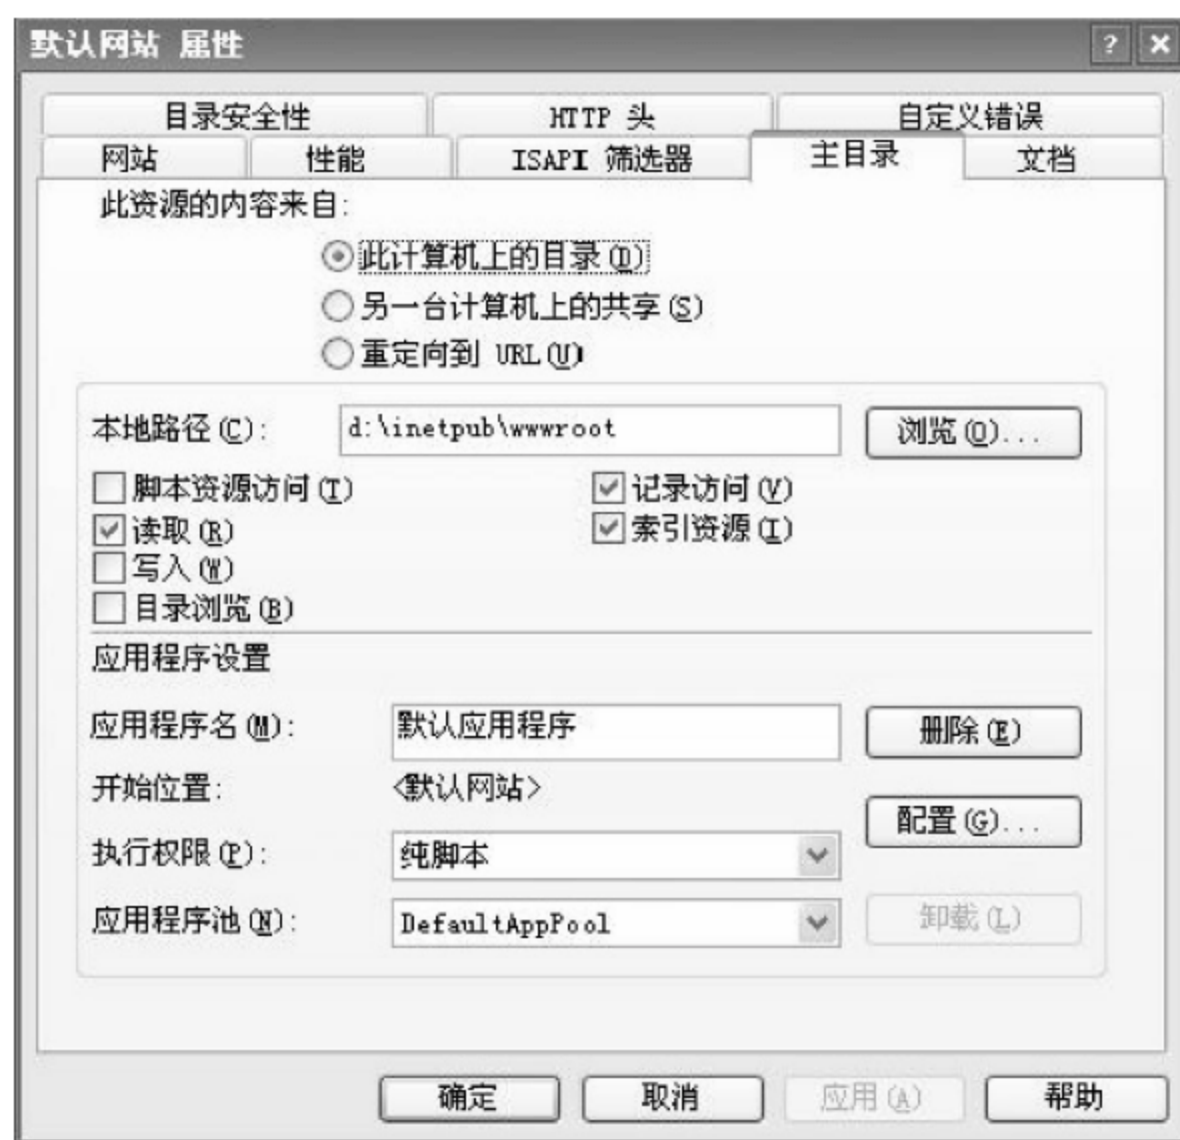 默认网站 属性 ? ×
目录安全性 HTTP 头 自定义错误
网站 性能 ISAPI 筛选器 主目录 文档
此资源的内容来自:
此计算机上的目录(D)
另一台计算机上的共享(S)
重定向到 URL(U)
本地路径(C): d:\inetpub\wwwroot 浏览(O)...
脚本资源访问(T) 记录访问(V)
读取(R) 索引资源(I)
写入(W)
目录浏览(B)
应用程序设置
应用程序名(M): 默认应用程序 删除(E)
开始位置: <默认网站>
配置(G)...
执行权限(P): 纯脚本
应用程序池(N): DefaultAppPool 卸载(L)
确定 取消 应用(A) 帮助